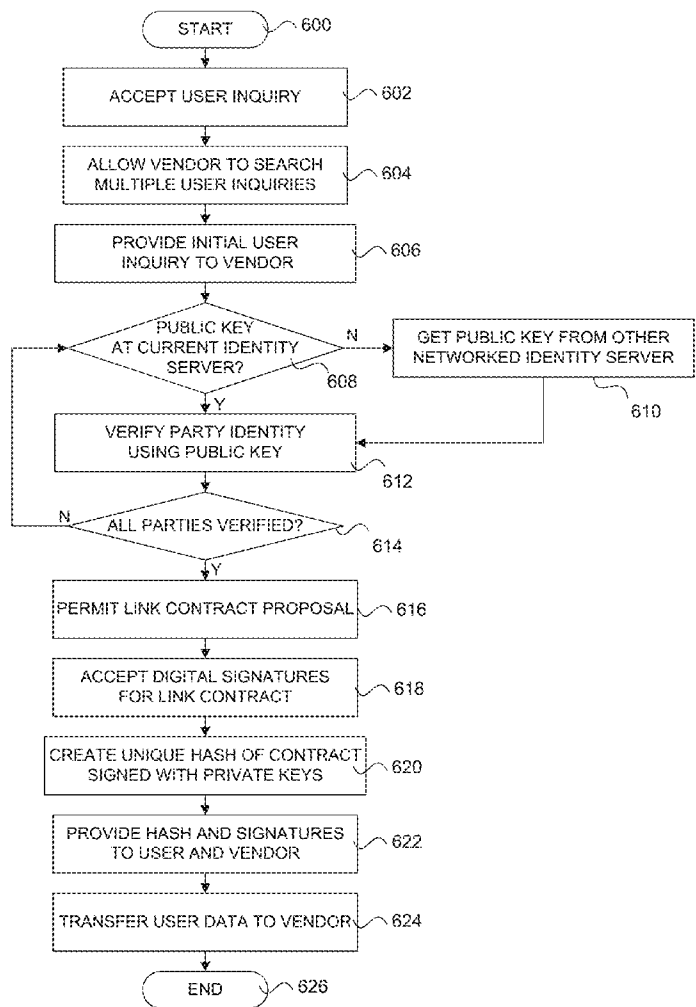 START
600
ACCEPT USER INQUIRY
602
ALLOW VENDOR TO SEARCH
MULTIPLE USER INQUIRIES
604
PROVIDE INITIAL USER
INQUIRY TO VENDOR
606
PUBLIC KEY
AT CURRENT IDENTITY
SERVER?
608
N
GET PUBLIC KEY FROM OTHER
NETWORKED IDENTITY SERVER
610
Y
VERIFY PARTY IDENTITY
USING PUBLIC KEY
612
N
ALL PARTIES VERIFIED?
614
Y
PERMIT LINK CONTRACT PROPOSAL
616
ACCEPT DIGITAL SIGNATURES
FOR LINK CONTRACT
618
CREATE UNIQUE HASH OF CONTRACT
SIGNED WITH PRIVATE KEYS
620
PROVIDE HASH AND SIGNATURES
TO USER AND VENDOR
622
TRANSFER USER DATA TO VENDOR
624
END
626